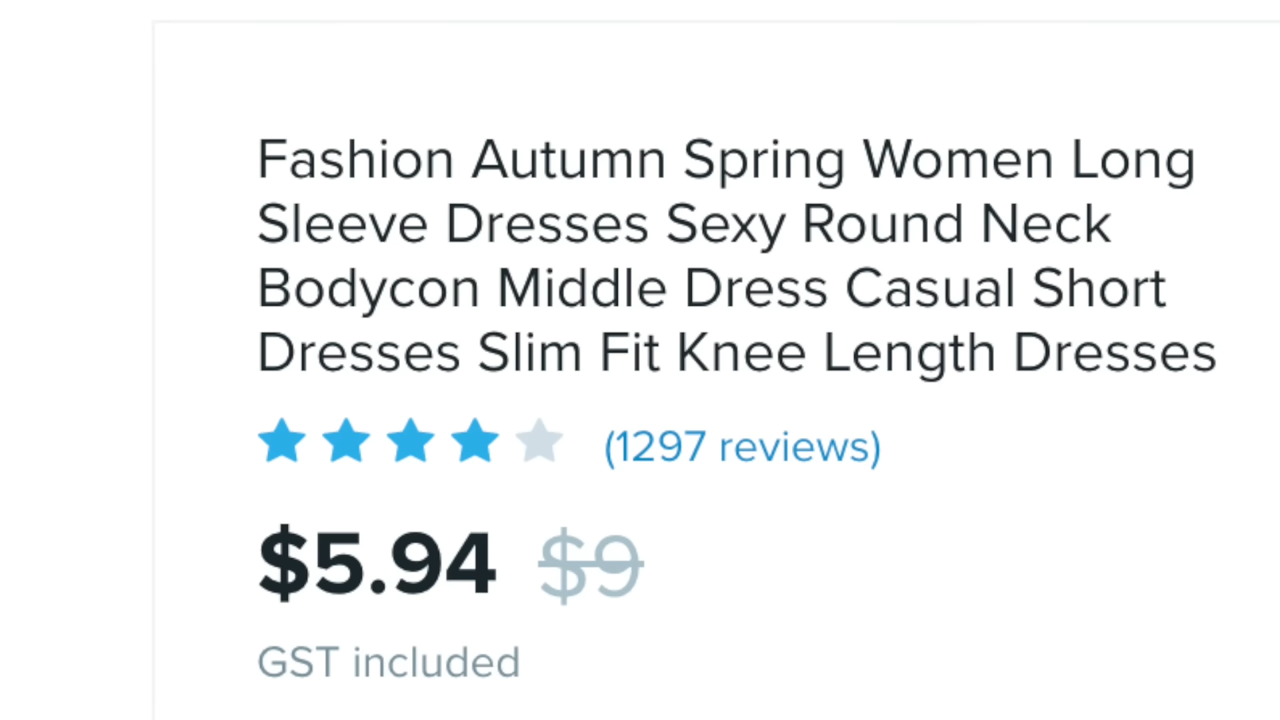 Fashion Autumn Spring Women Long
Sleeve Dresses Sexy Round Neck
Bodycon Middle Dress Casual Short
Dresses Slim Fit Knee Length Dresses
(1297 reviews)
$5.94 $9
GST included